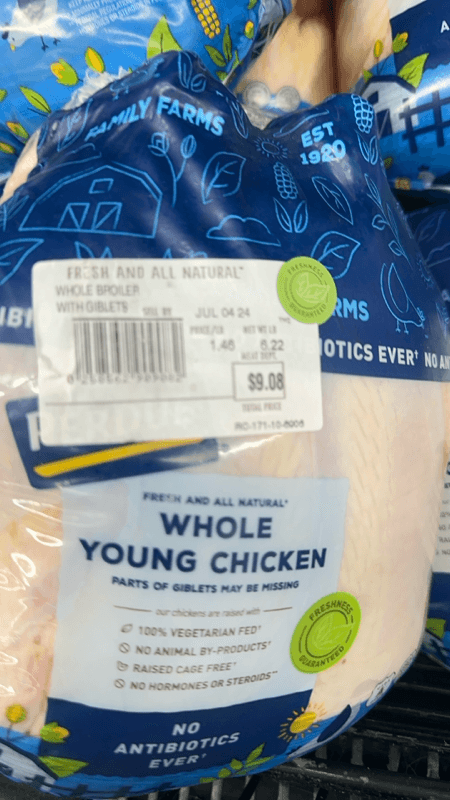 FAMILY FARMS
EST
1920
FRESH AND ALL NATURAL
WHOLE BROILER
WITH GIBLETS
SELL BY
JUL 04 24
PRICE/LB
NET WT LB
1.46
6.22
MEAT DEPT.
$9.08
TOTAL PRICE
FRESHNESS
GUARANTEED
RMS
IOTICS EVER† NO AN
FRESH AND ALL NATURAL*
WHOLE
YOUNG CHICKEN
PARTS OF GIBLETS MAY BE MISSING
our chickens are raised with
100% VEGETARIAN FED†
NO ANIMAL BY-PRODUCTS†
RAISED CAGE FREE†
NO HORMONES OR STEROIDS**
FRESHNESS
GUARANTEED
NO
ANTIBIOTICS
EVER†